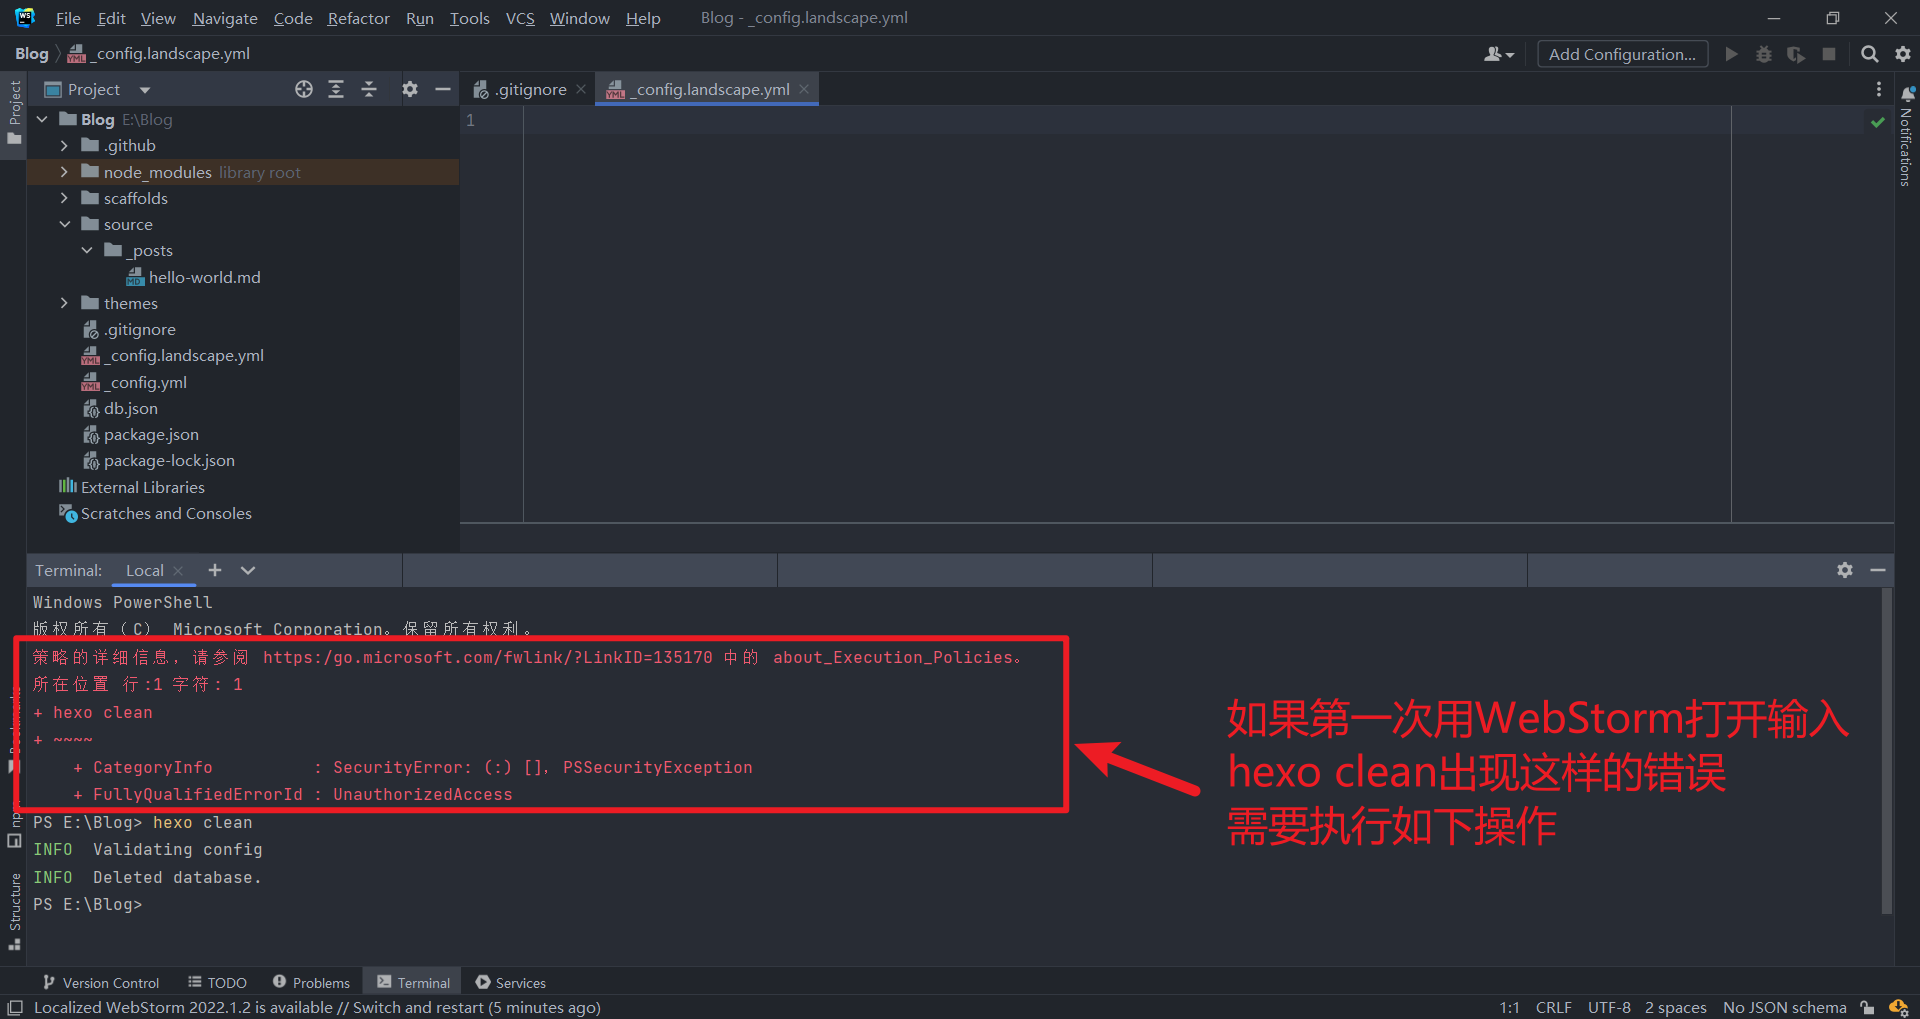 File Edit View Navigate Code Refactor Run Tools VCS Window Help Blog - _config.landscape.yml
Blog _config.landscape.yml Add Configuration...
Project Project .gitignore _config.landscape.yml
Notifications
Blog E:\Blog 1
.github
node_modules library root
scaffolds
source
_posts
hello-world.md
themes
.gitignore
_config.landscape.yml
_config.yml
db.json
package.json
package-lock.json
External Libraries
Scratches and Consoles
Terminal: Local
Windows PowerShell
版权所有（C） Microsoft Corporation。保留所有权利。
策略的详细信息，请参阅 https:/go.microsoft.com/fwlink/?LinkID=135170 中的 about_Execution_Policies。
所在位置 行:1 字符: 1
+ hexo clean
+ ~~~~
+ CategoryInfo : SecurityError: (:) []，PSSecurityException
+ FullyQualifiedErrorId : UnauthorizedAccess
PS E:\Blog> hexo clean
INFO Validating config
INFO Deleted database.
PS E:\Blog>
如果第一次用WebStorm打开输入
hexo clean出现这样的错误
需要执行如下操作
npm
Structure
Version Control TODO Problems Terminal Services
Localized WebStorm 2022.1.2 is available // Switch and restart (5 minutes ago) 1:1 CRLF UTF-8 2 spaces No JSON schema